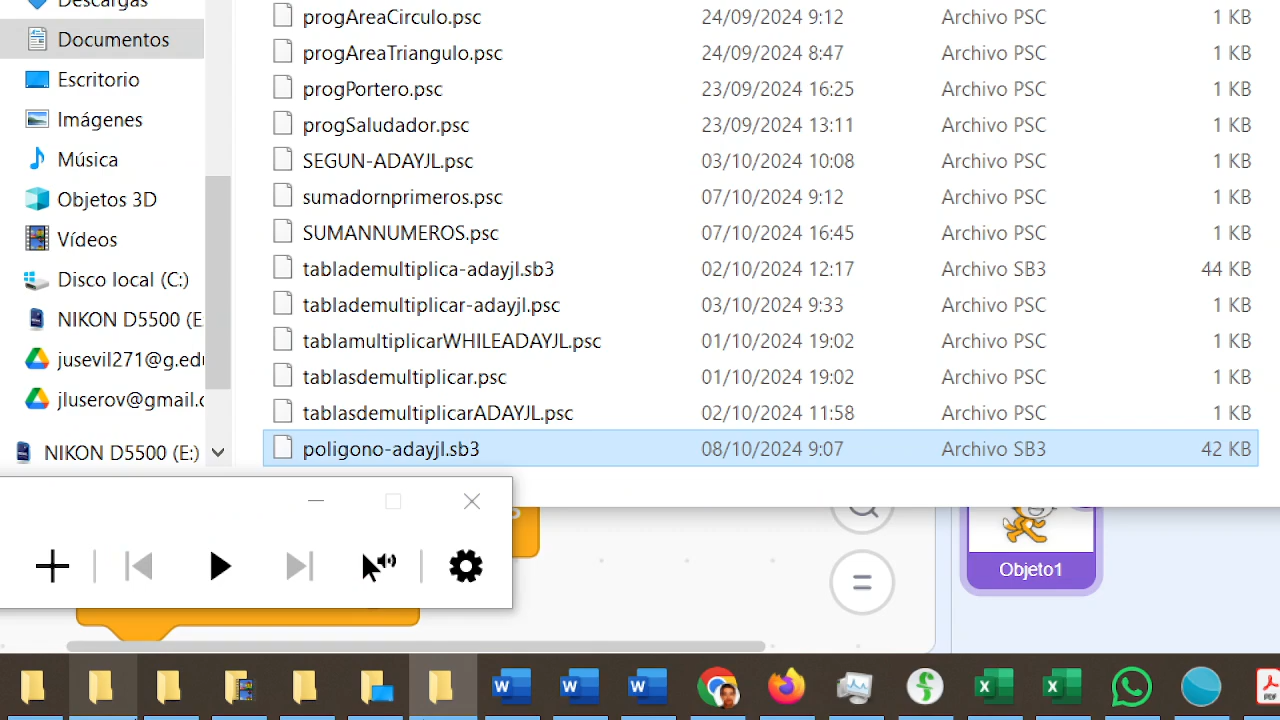 Descargas
Documentos
Escritorio
Imágenes
Música
Objetos 3D
Vídeos
Disco local (C:)
NIKON D5500 (E
jusevil271@g.edu
jluserov@gmail.c
NIKON D5500 (E:)
progAreaCirculo.psc 24/09/2024 9:12 Archivo PSC 1 KB
progAreaTriangulo.psc 24/09/2024 8:47 Archivo PSC 1 KB
progPortero.psc 23/09/2024 16:25 Archivo PSC 1 KB
progSaludador.psc 23/09/2024 13:11 Archivo PSC 1 KB
SEGUN-ADAYJL.psc 03/10/2024 10:08 Archivo PSC 1 KB
sumadornprimeros.psc 07/10/2024 9:12 Archivo PSC 1 KB
SUMANNUMEROS.psc 07/10/2024 16:45 Archivo PSC 1 KB
tablademultiplica-adayjl.sb3 02/10/2024 12:17 Archivo SB3 44 KB
tablademultiplicar-adayjl.psc 03/10/2024 9:33 Archivo PSC 1 KB
tablamultiplicarWHILEADAYJL.psc 01/10/2024 19:02 Archivo PSC 1 KB
tablasdemultiplicar.psc 01/10/2024 19:02 Archivo PSC 1 KB
tablasdemultiplicarADAYJL.psc 02/10/2024 11:58 Archivo PSC 1 KB
poligono-adayjl.sb3 08/10/2024 9:07 Archivo SB3 42 KB
Objeto1